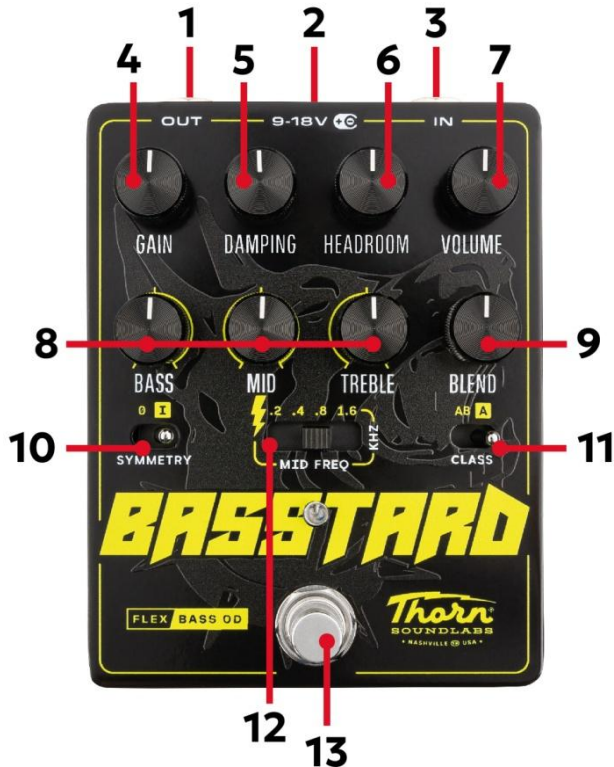 1 2 3
4 5 6 7
OUT 9-18V IN
GAIN DAMPING HEADROOM VOLUME
8 9
BASS MID TREBLE BLEND
0 I .2 .4 .8 1.6 KHZ AB A
10 11
SYMMETRY MID FREQ CLASS
BASSTARD
FLEX BASS OD Thorn
SOUNDLABS
NASHVILLE USA
12
13